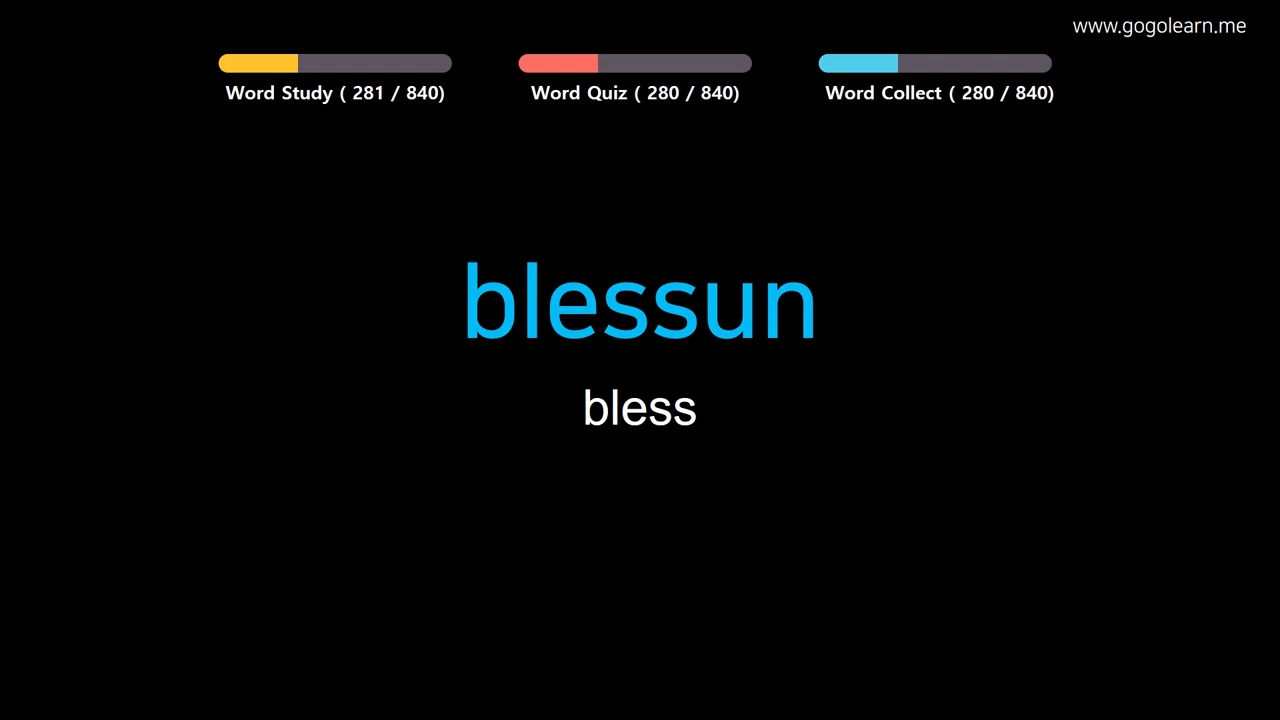 www.gogolearn.me
Word Study ( 281 / 840)
Word Quiz ( 280 / 840)
Word Collect ( 280 / 840)
blessun
bless